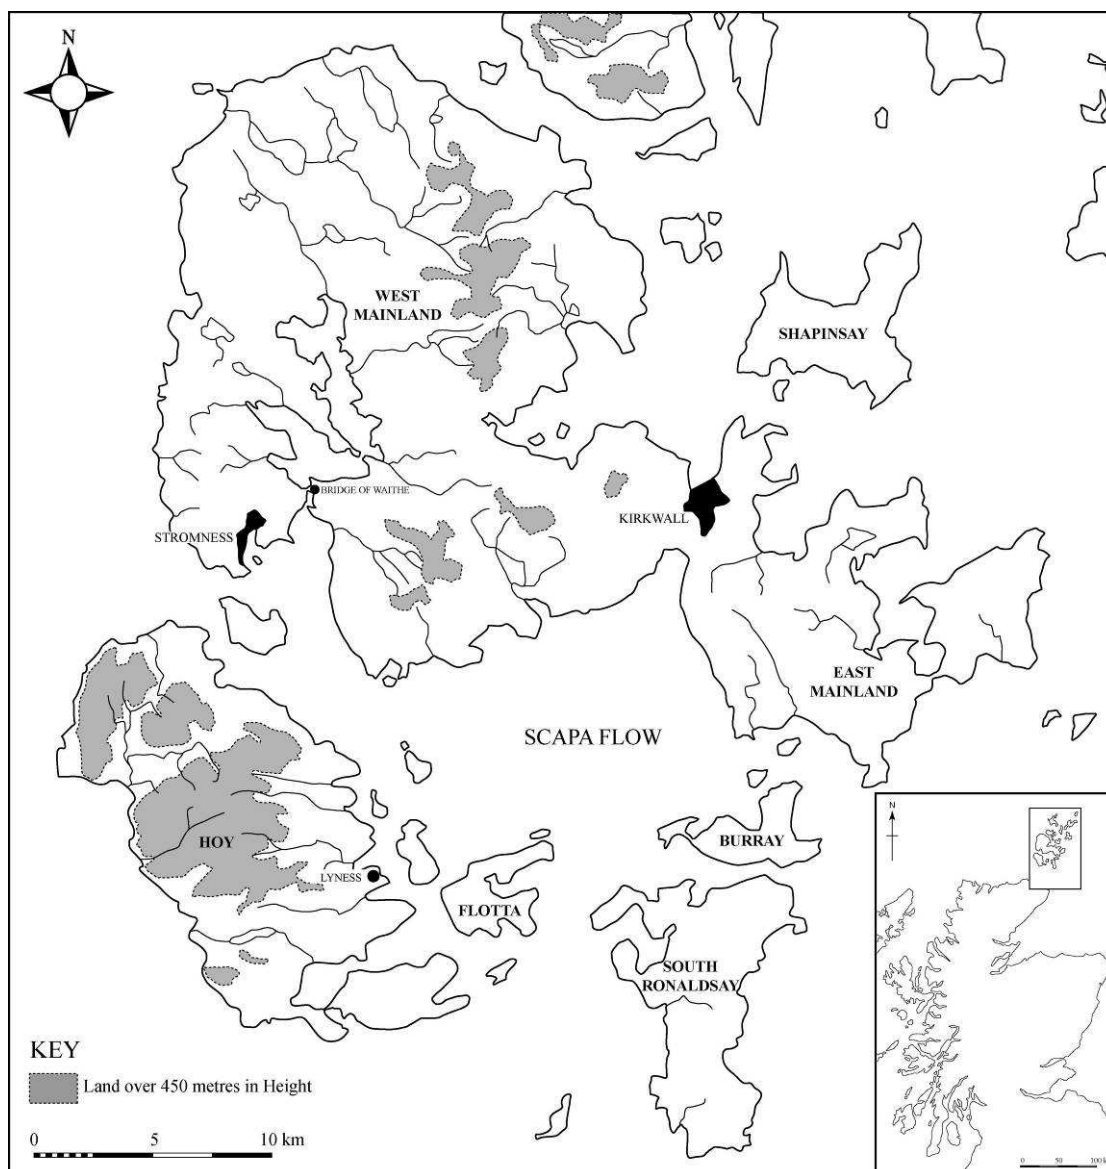 N
WEST
MAINLAND
SHAPINSAY
BRIDGE OF WAITHE
KIRKWALL
STROMNESS
EAST
MAINLAND
SCAPA FLOW
HOY
BURRAY
LYNESS
FLOTTA
SOUTH
RONALDSAY
KEY
Land over 450 metres in Height
0 5 10 km
N
0 50 100 k